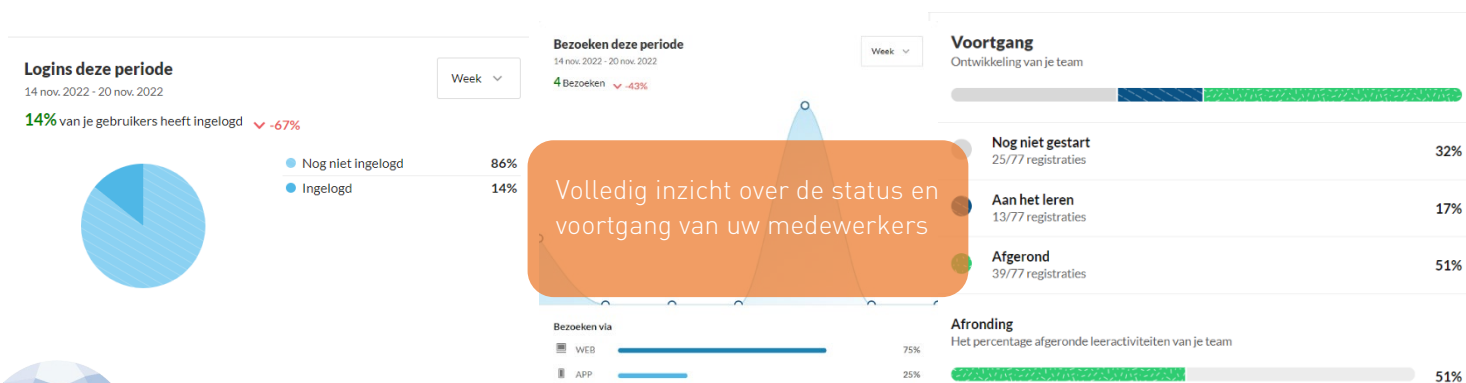 Logins deze periode
14 nov. 2022 - 20 nov. 2022
Week
14% van je gebruikers heeft ingelogd -67%
Nog niet ingelogd 86%
Ingelogd 14%
Bezoeken deze periode
14 nov. 2022 - 20 nov. 2022
Week
4 Bezoeken -43%
Volledig inzicht over de status en
voortgang van uw medewerkers
Bezoeken via
WEB 75%
APP 25%
Voortgang
Ontwikkeling van je team
Nog niet gestart
25/77 registraties
32%
Aan het leren
13/77 registraties
17%
Afgerond
39/77 registraties
51%
Afronding
Het percentage afgeronde leeractiviteiten van je team
51%